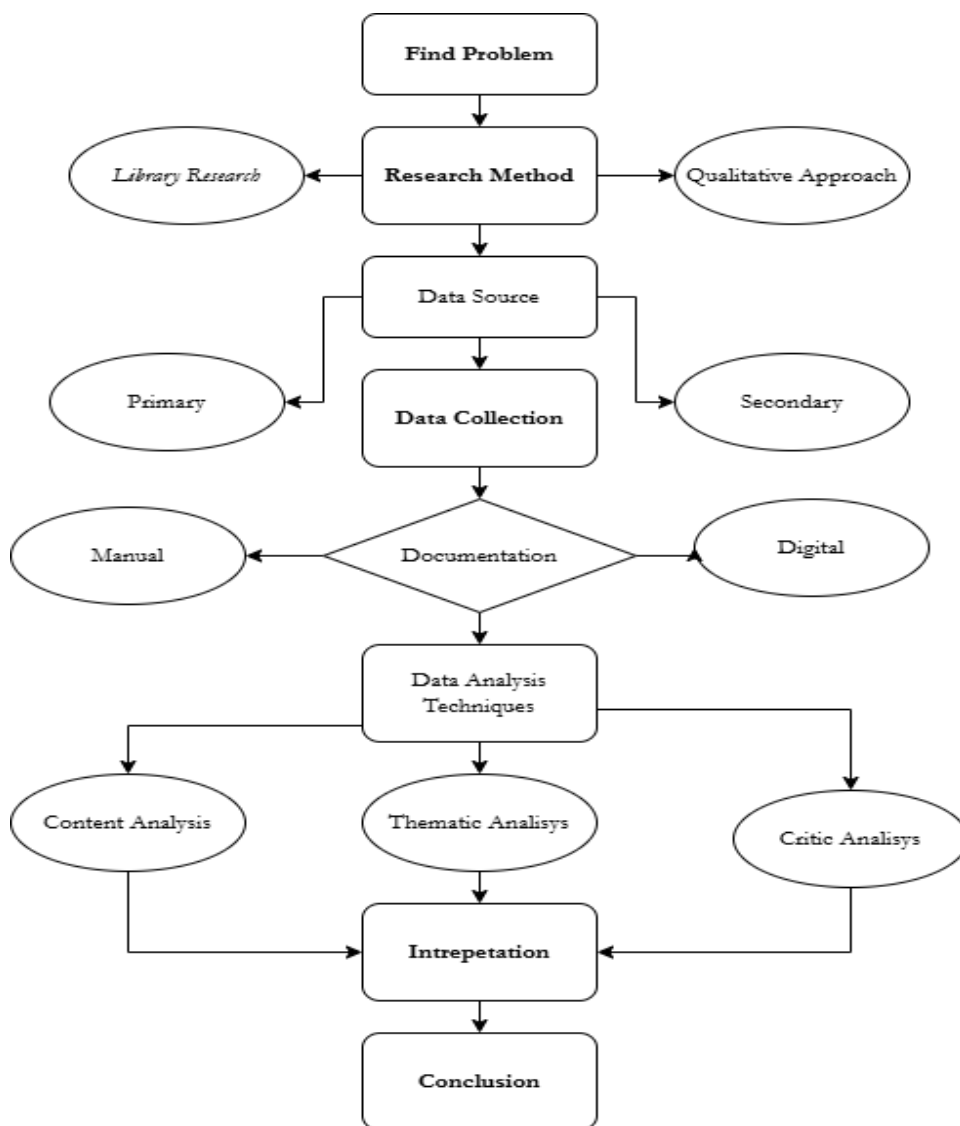 Find Problem
Library Research
Research Method
Qualitative Approach
Data Source
Primary
Data Collection
Secondary
Manual
Documentation
Digital
Data Analysis
Techniques
Content Analysis
Thematic Analisys
Critic Analisys
Intrepetation
Conclusion